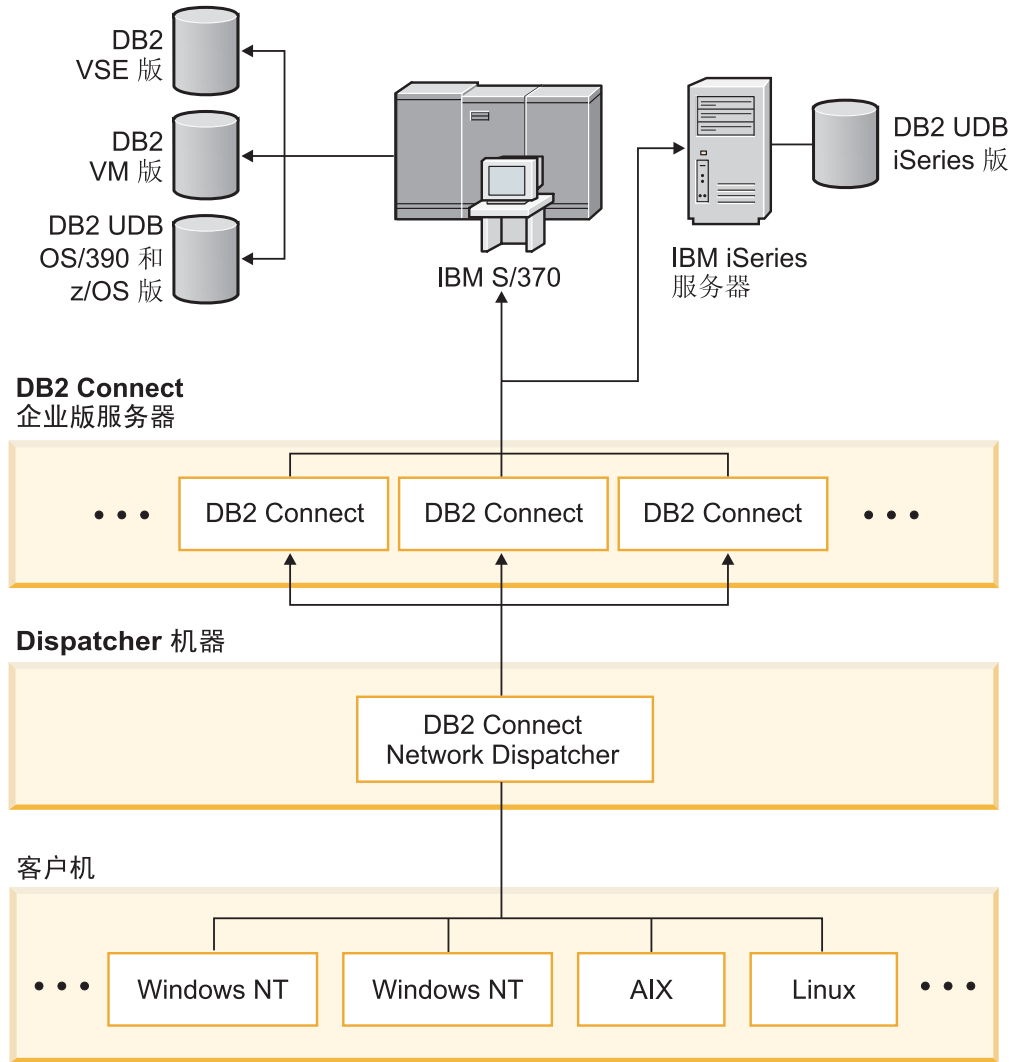 DB2
VSE 版
DB2
VM 版
DB2 UDB
OS/390 和
z/OS 版
IBM S/370
DB2 UDB
iSeries 版
IBM iSeries
服务器
DB2 Connect
企业版服务器
• • •
DB2 Connect
DB2 Connect
DB2 Connect
• • •
Dispatcher 机器
DB2 Connect
Network Dispatcher
客户机
• • •
Windows NT
Windows NT
AIX
Linux
• • •